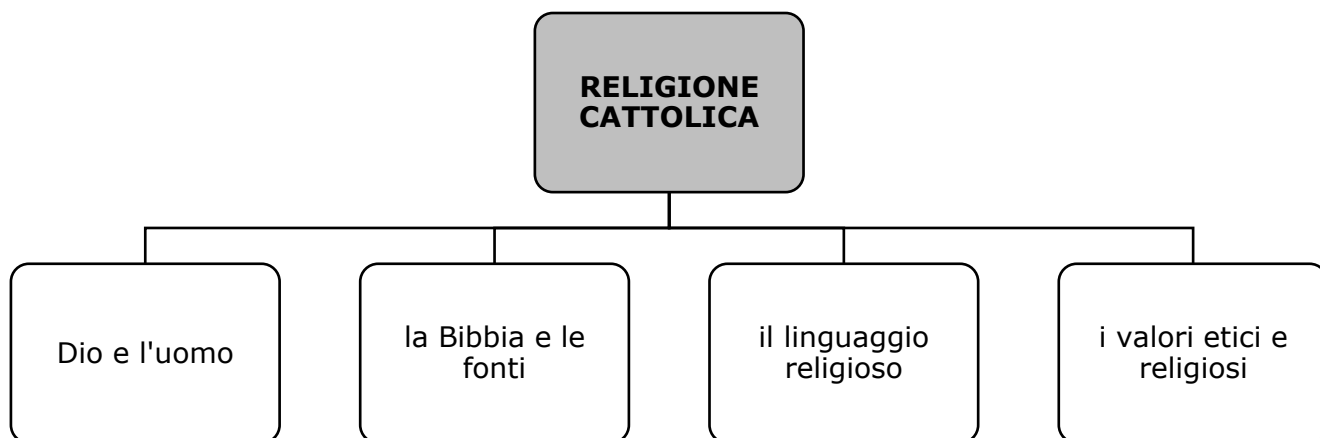 RELIGIONE
CATTOLICA
Dio e l'uomo
la Bibbia e le
fonti
il linguaggio
religioso
i valori etici e
religiosi